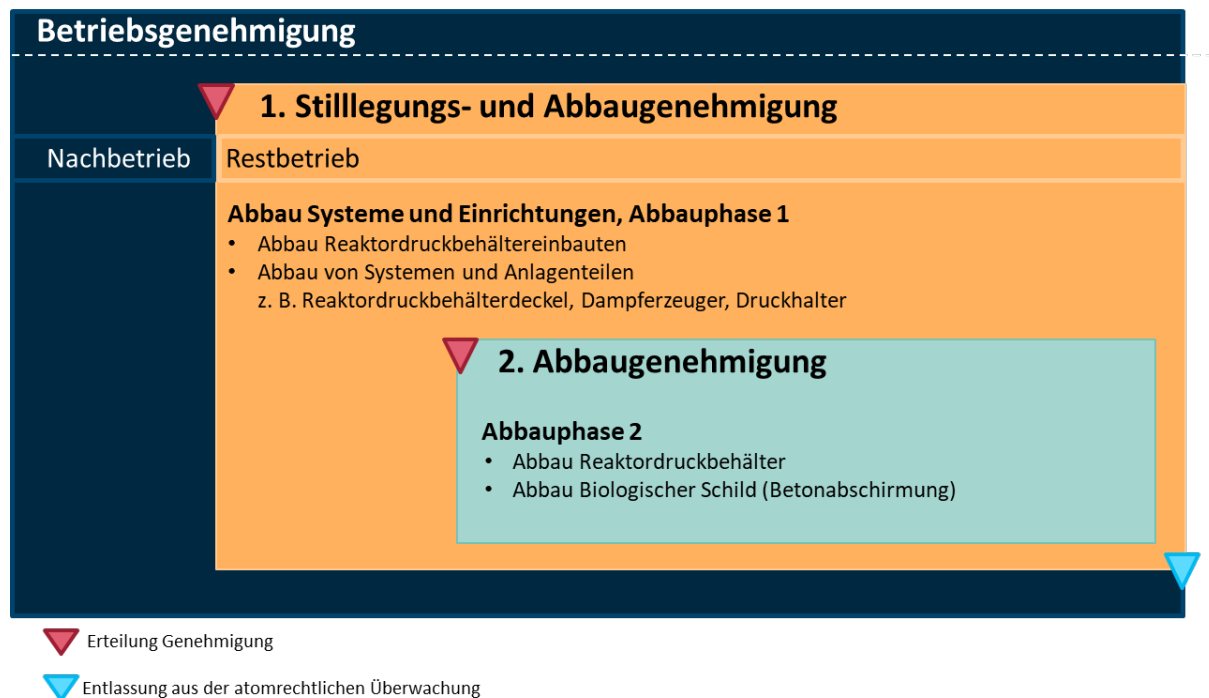 Betriebsgenehmigung
1. Stilllegungs- und Abbaugenehmigung
Nachbetrieb
Restbetrieb
Abbau Systeme und Einrichtungen, Abbauphase 1
• Abbau Reaktordruckbehältereinbauten
• Abbau von Systemen und Anlagenteilen
z. B. Reaktordruckbehälterdeckel, Dampferzeuger, Druckhalter
2. Abbaugenehmigung
Abbauphase 2
• Abbau Reaktordruckbehälter
• Abbau Biologischer Schild (Betonabschirmung)
Erteilung Genehmigung
Entlassung aus der atomrechtlichen Überwachung